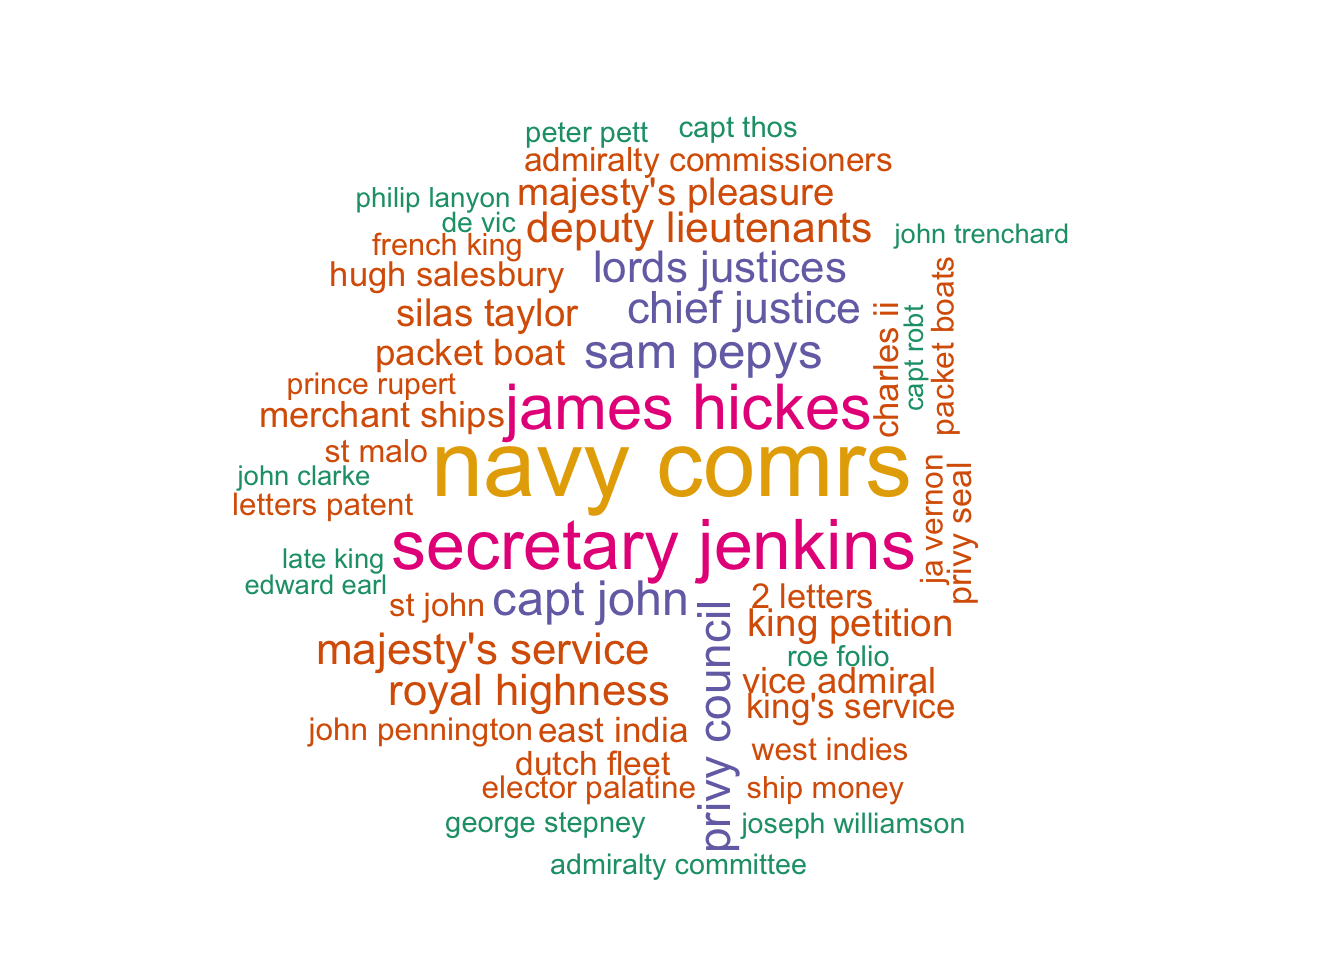 peter pett
capt thos
admiralty commissioners
philip lanyon
majesty's pleasure
de vic
deputy lieutenants
john trenchard
french king
hugh salesbury
lords justices
silas taylor
chief justice
charles ii
capt robt
packet boats
packet boat
sam pepys
prince rupert
james hickes
merchant ships
st malo
navy comrs
john clarke
letters patent
ja vernon
privy seal
secretary jenkins
late king
edward earl
st john
capt john
2 letters
king petition
majesty's service
privy council
roe folio
royal highness
vice admiral
king's service
john pennington
east india
west indies
dutch fleet
elector palatine
ship money
george stepney
joseph williamson
admiralty committee